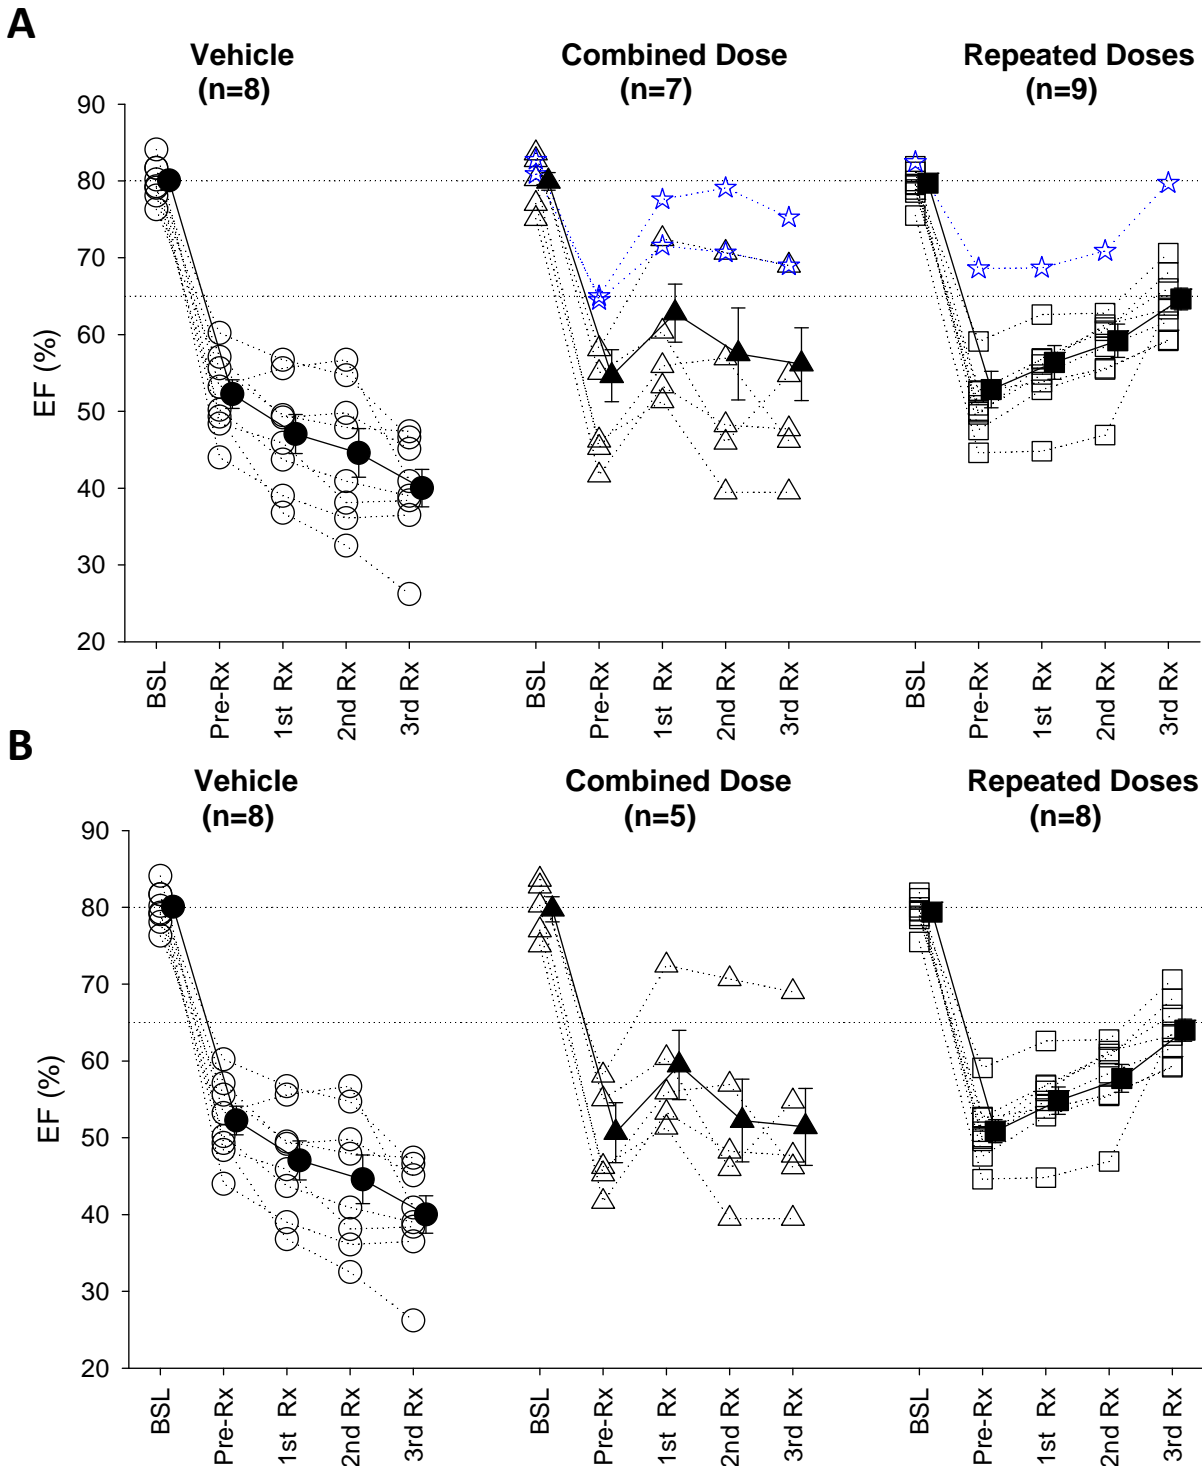 A
Vehicle
(n=8)
Combined Dose
(n=7)
Repeated Doses
(n=9)
90
80
70
60
50
40
30
20
EF (%)
BSL
Pre-Rx
1st Rx
2nd Rx
3rd Rx
BSL
Pre-Rx
1st Rx
2nd Rx
3rd Rx
BSL
Pre-Rx
1st Rx
2nd Rx
3rd Rx
B
Vehicle
(n=8)
Combined Dose
(n=5)
Repeated Doses
(n=8)
90
80
70
60
50
40
30
20
EF (%)
BSL
Pre-Rx
1st Rx
2nd Rx
3rd Rx
BSL
Pre-Rx
1st Rx
2nd Rx
3rd Rx
BSL
Pre-Rx
1st Rx
2nd Rx
3rd Rx